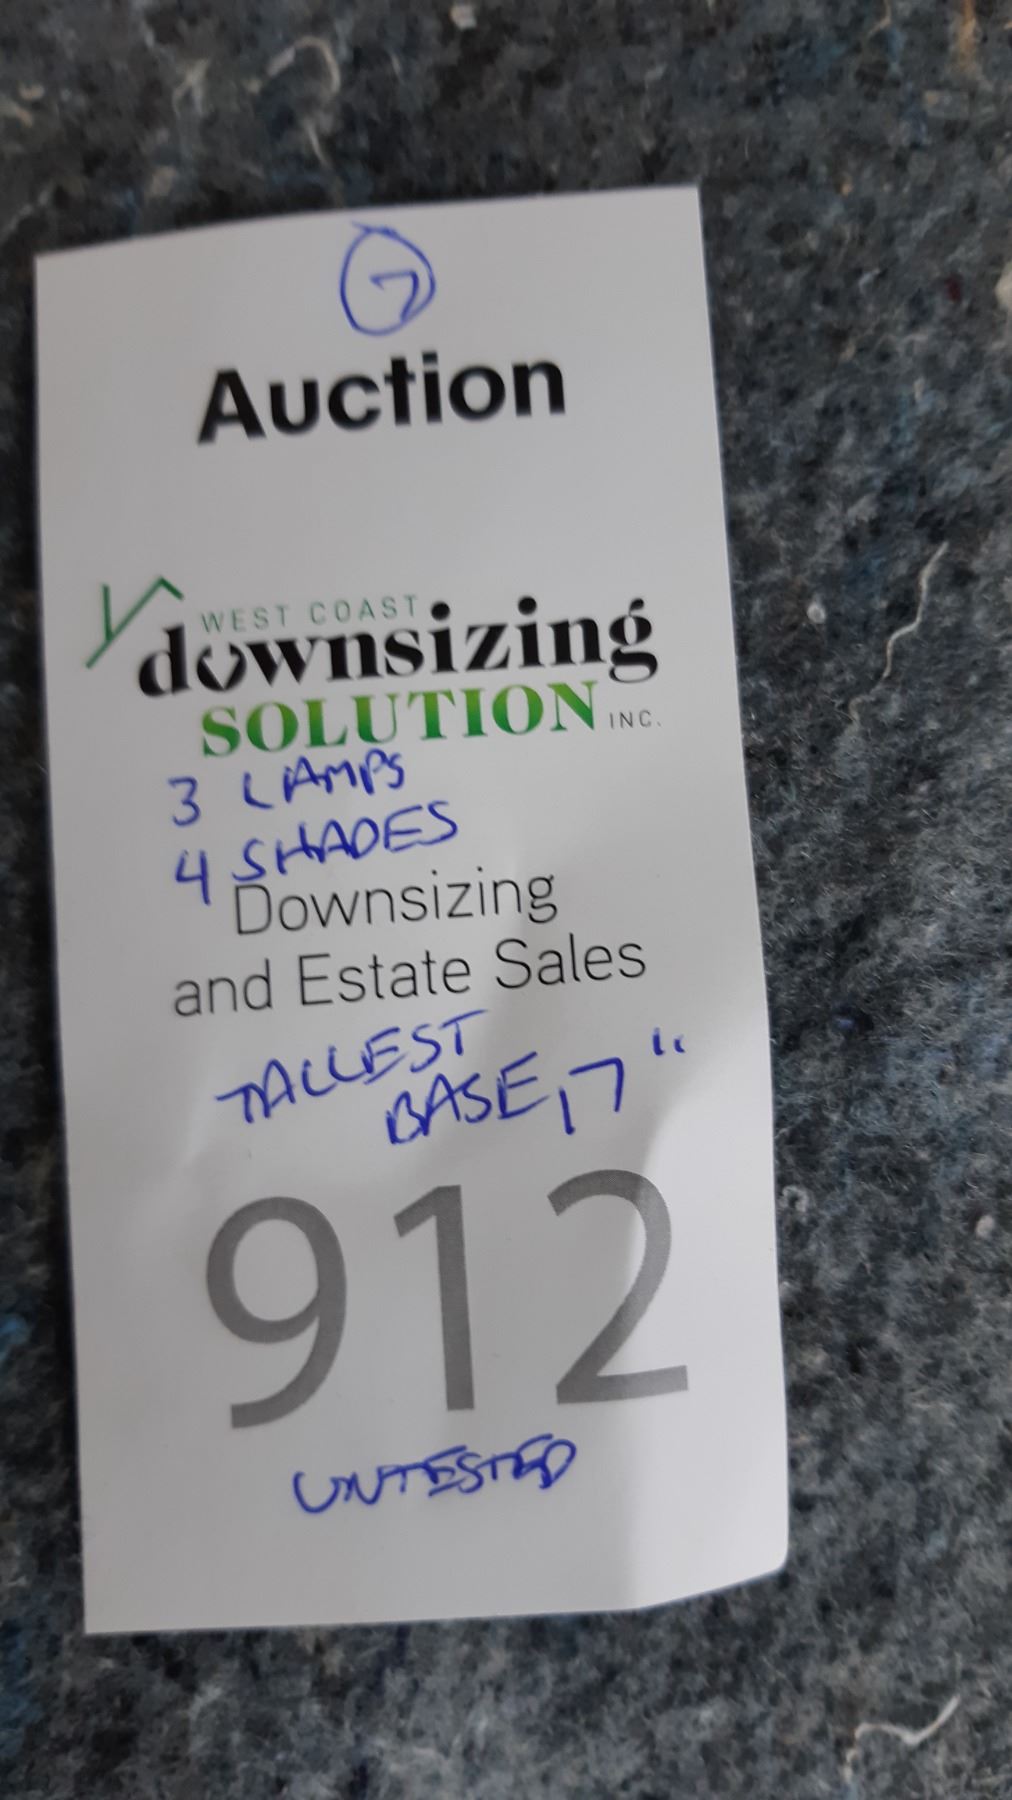 7
Auction
WEST COAST
downsizing
SOLUTION INC.
3 LAMPS
4 SHADES
Downsizing
and Estate Sales
TALLEST
BASE 17"
912
UNTESTED